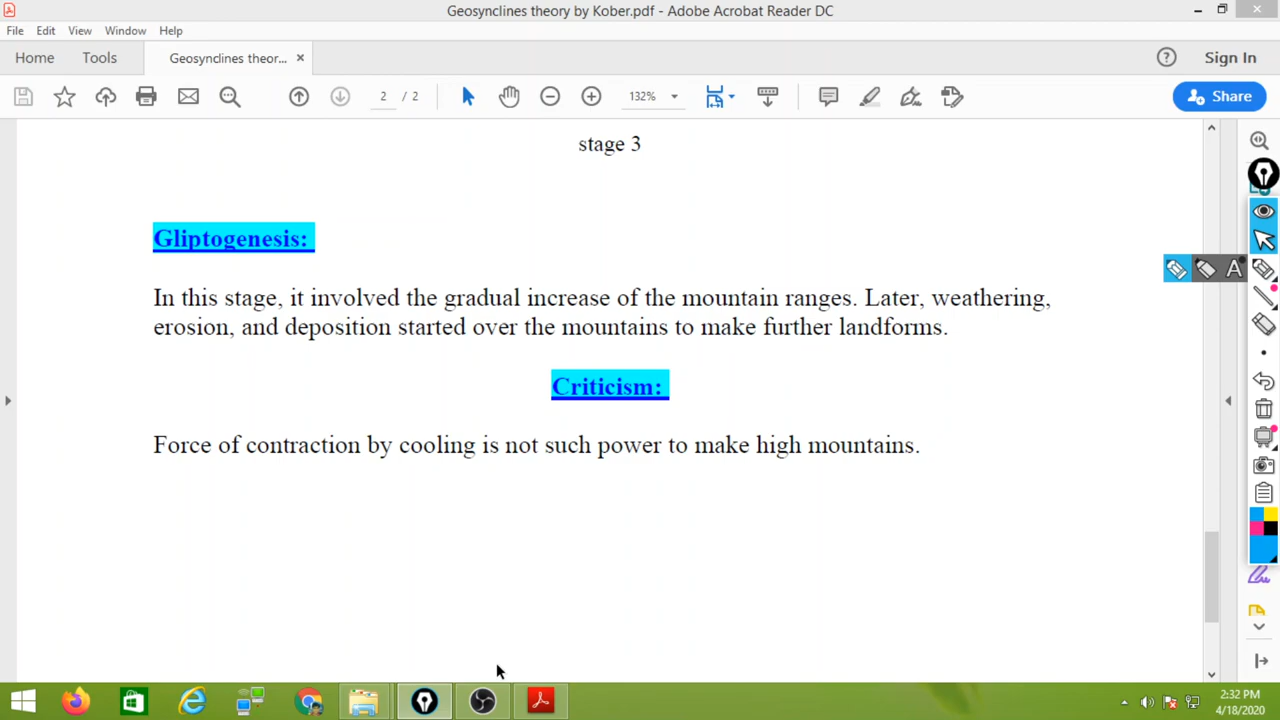 Geosynclines theory by Kober.pdf - Adobe Acrobat Reader DC
File Edit View Window Help
Home Tools Geosynclines theor... Sign In
2 / 2 132% Share
stage 3
Gliptogenesis:
In this stage, it involved the gradual increase of the mountain ranges. Later, weathering,
erosion, and deposition started over the mountains to make further landforms.
Criticism:
Force of contraction by cooling is not such power to make high mountains.
A
2:32 PM
4/18/2020